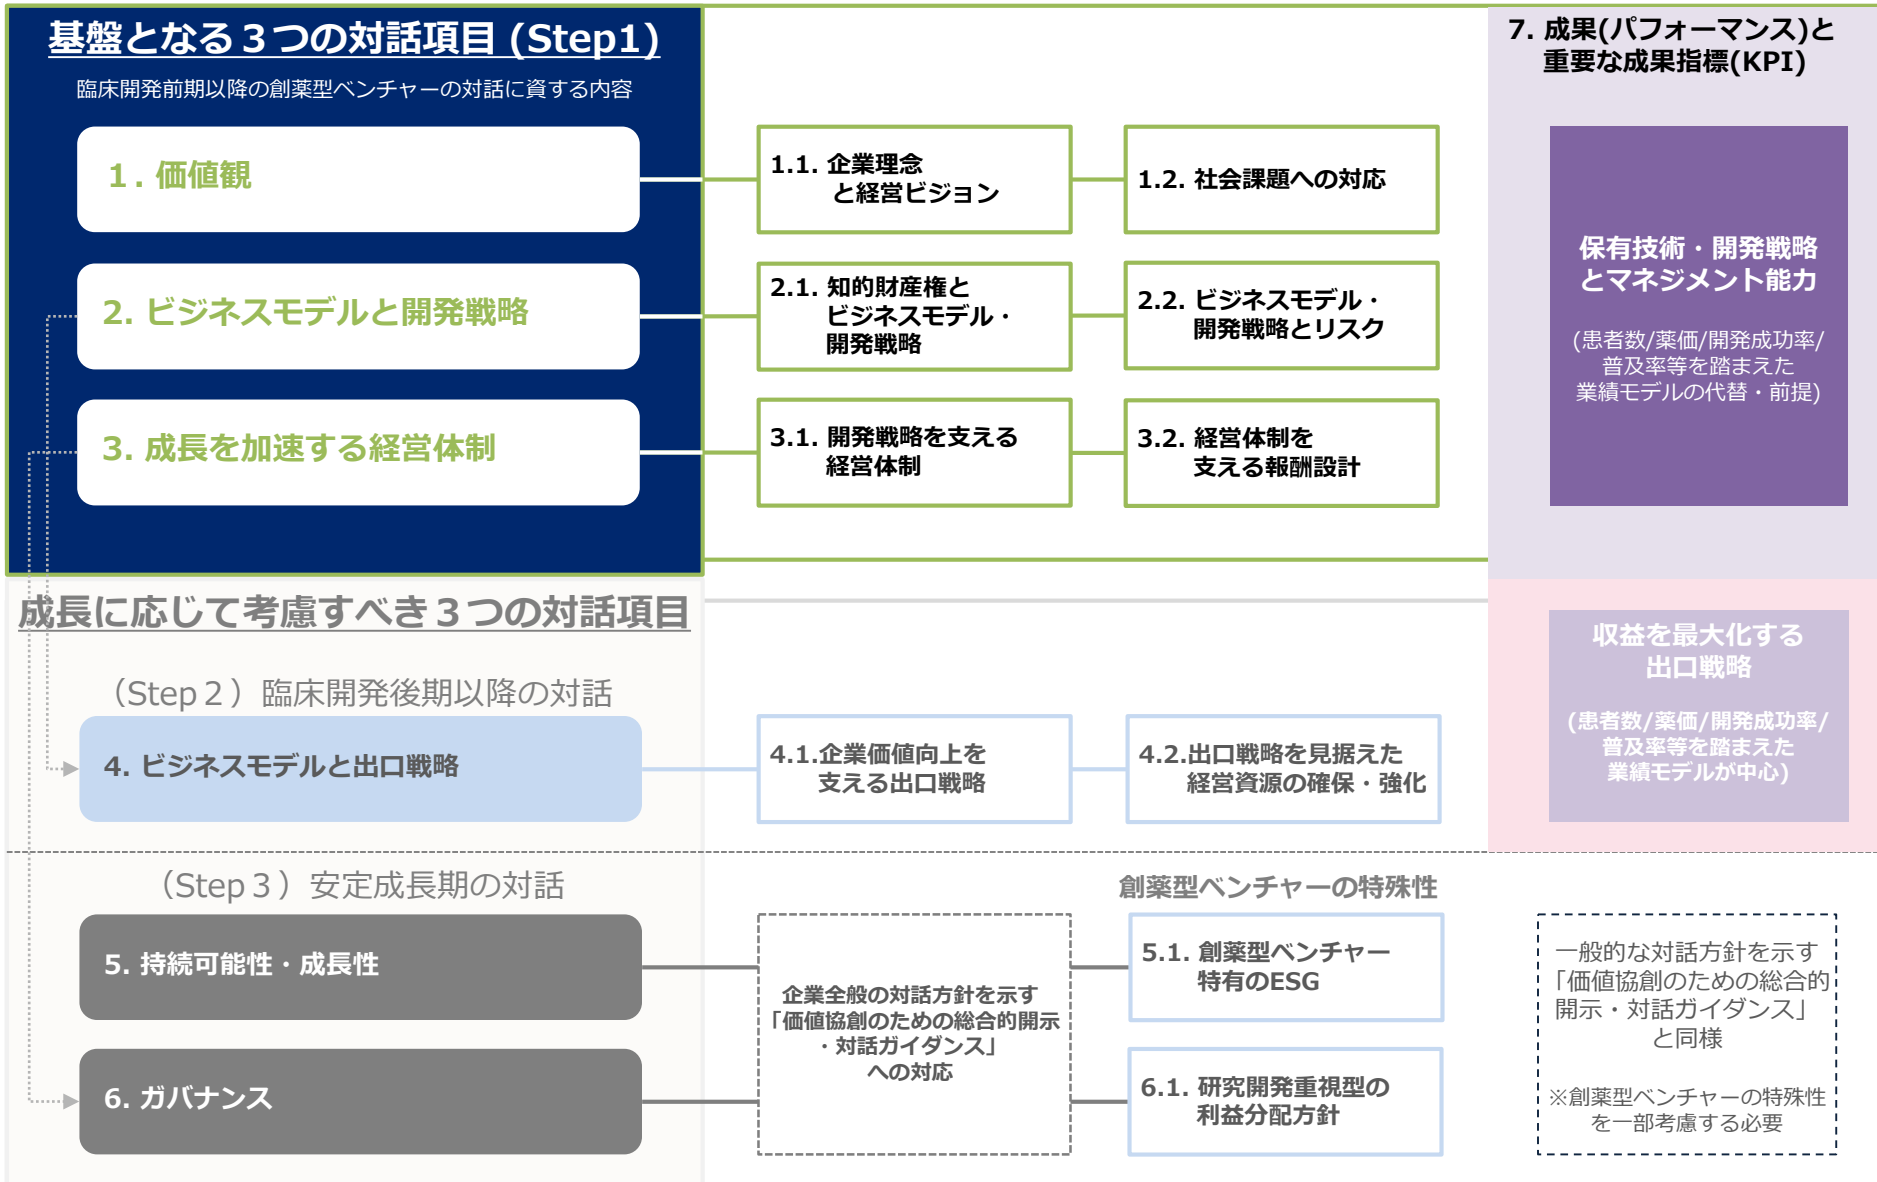 基盤となる３つの対話項目 (Step1)
臨床開発前期以降の創薬型ベンチャーの対話に資する内容
１. 価値観
1.1. 企業理念
と経営ビジョン
1.2. 社会課題への対応
2. ビジネスモデルと開発戦略
2.1. 知的財産権と
ビジネスモデル・
開発戦略
2.2. ビジネスモデル・
開発戦略とリスク
3. 成長を加速する経営体制
3.1. 開発戦略を支える
経営体制
3.2. 経営体制を
支える報酬設計
7. 成果(パフォーマンス)と
重要な成果指標(KPI)
保有技術・開発戦略
とマネジメント能力
(患者数/薬価/開発成功率/
普及率等を踏まえた
業績モデルの代替・前提)
成長に応じて考慮すべき３つの対話項目
（Step２）臨床開発後期以降の対話
4. ビジネスモデルと出口戦略
4.1.企業価値向上を
支える出口戦略
4.2.出口戦略を見据えた
経営資源の確保・強化
収益を最大化する
出口戦略
(患者数/薬価/開発成功率/
普及率等を踏まえた
業績モデルが中心)
（Step３）安定成長期の対話
創薬型ベンチャーの特殊性
5. 持続可能性・成長性
6. ガバナンス
企業全般の対話方針を示す
「価値協創のための総合的開示
・対話ガイダンス」
への対応
5.1. 創薬型ベンチャー
特有のESG
6.1. 研究開発重視型の
利益分配方針
一般的な対話方針を示す
「価値協創のための総合的
開示・対話ガイダンス」
と同様
※創薬型ベンチャーの特殊性
を一部考慮する必要